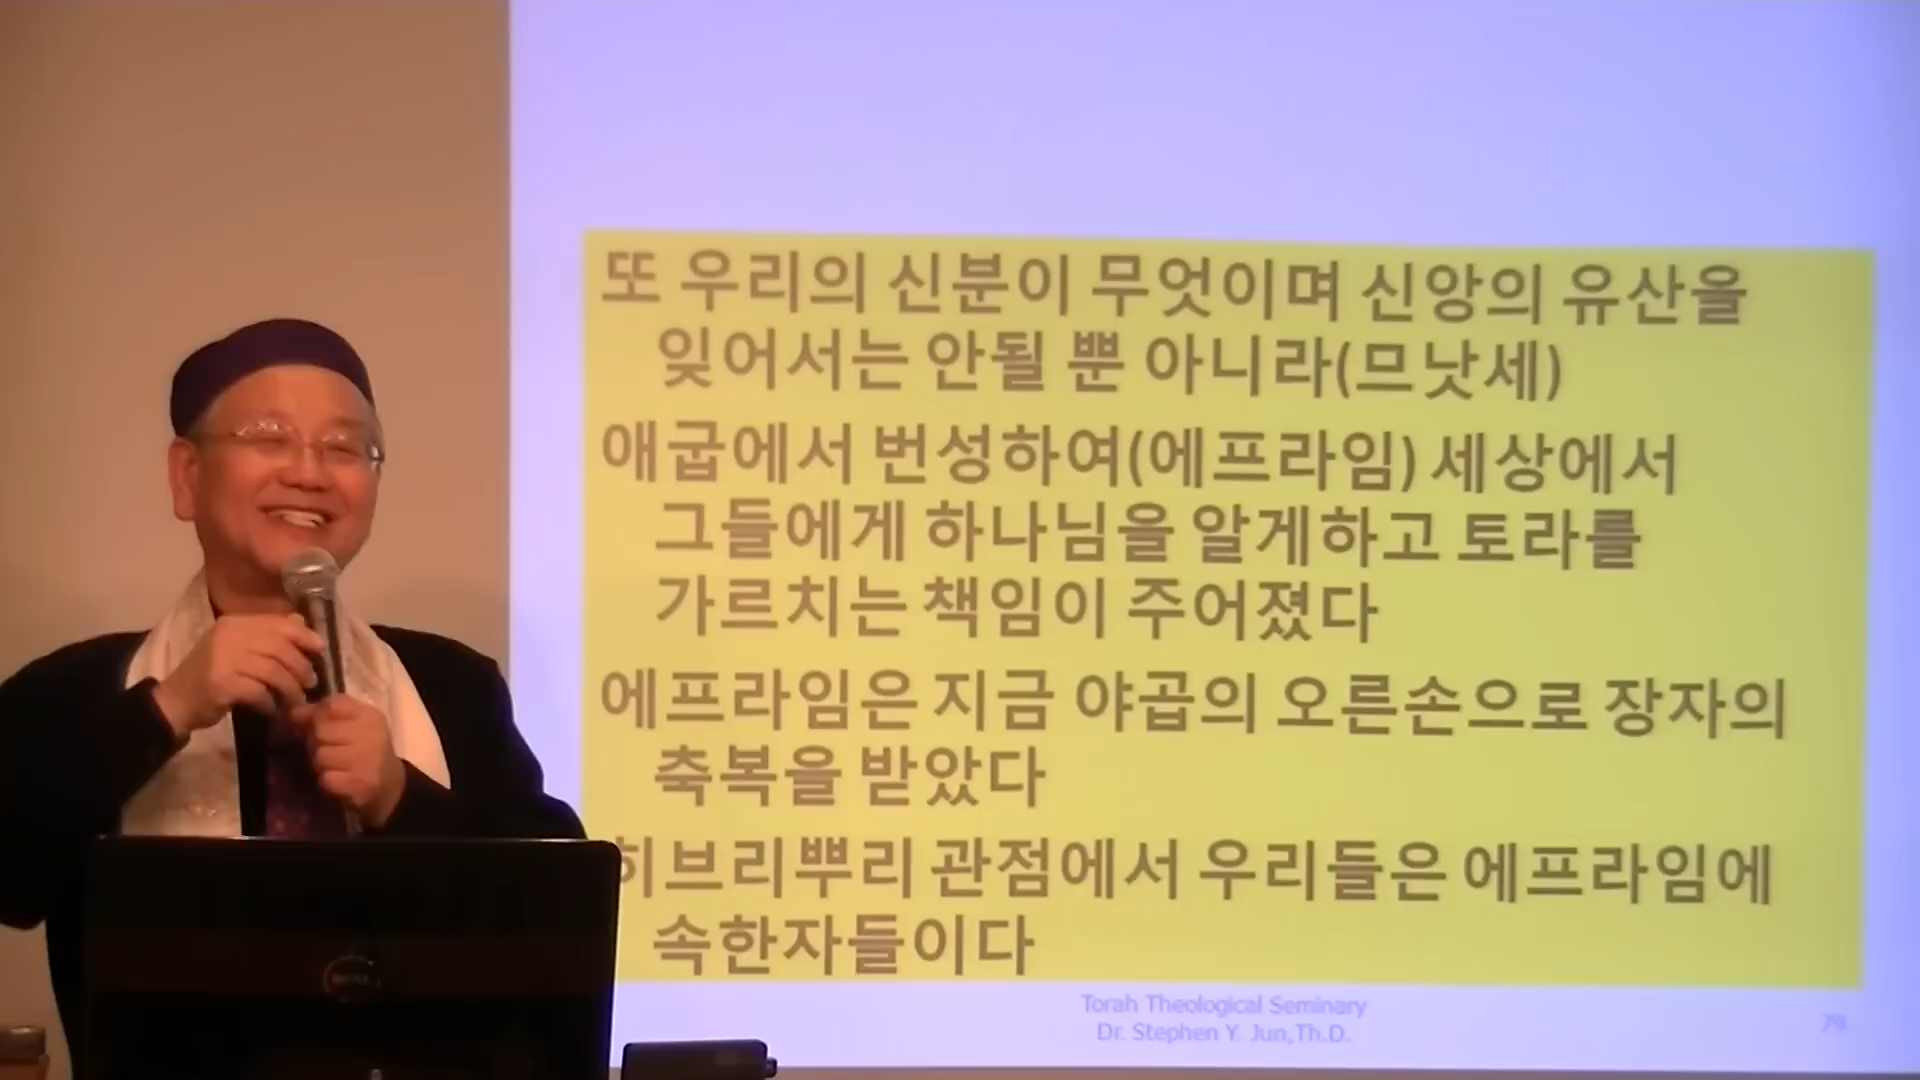 또 우리의 신분이 무엇이며 신앙의 유산을
잊어서는 안될 뿐 아니라(므낫세)
애굽에서 번성하여(에프라임) 세상에서
그들에게 하나님을 알게하고 토라를
가르치는 책임이 주어졌다
에프라임은 지금 야곱의 오른손으로 장자의
축복을 받았다
히브리뿌리 관점에서 우리들은 에프라임에
속한자들이다
Torah Theological Seminary
Dr. Stephen Y. Jun,Th.D.
79